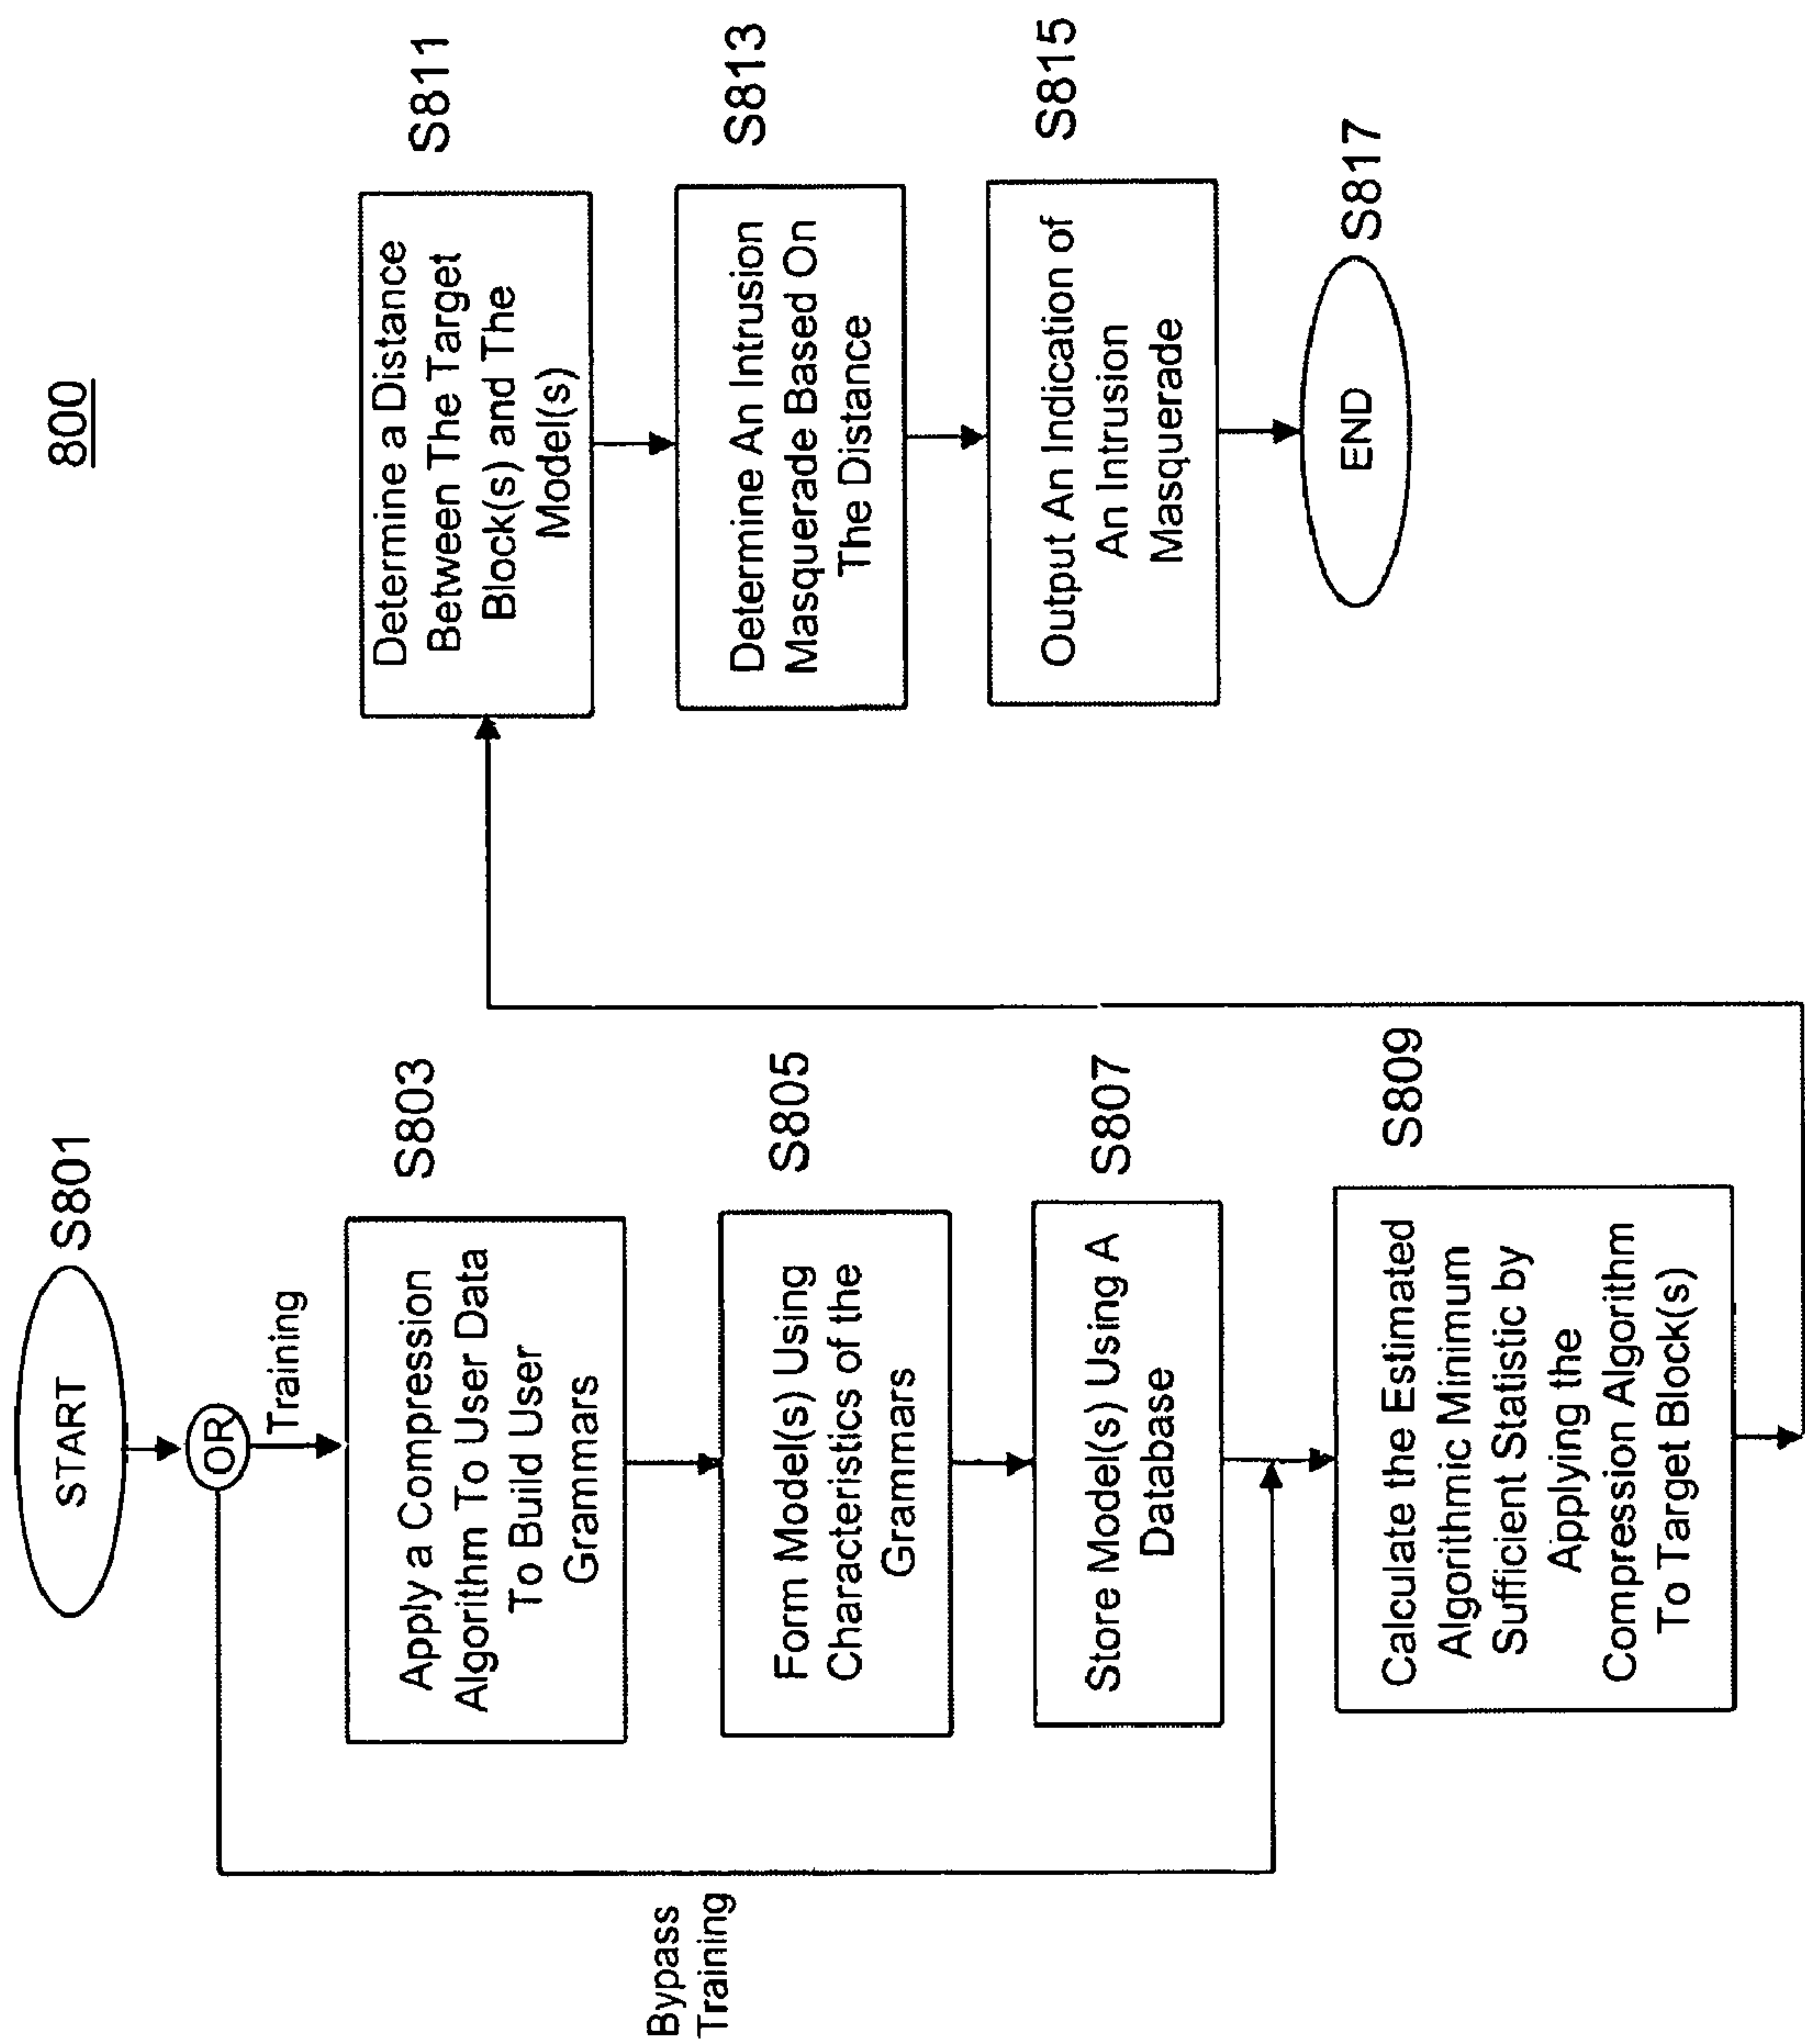 800
START
S801
OR
Training
Bypass
Training
Apply a Compression
Algorithm To User Data
To Build User
Grammars
S803
Form Model(s) Using
Characteristics of the
Grammars
S805
Store Model(s) Using A
Database
S807
Calculate the Estimated
Algorithmic Minimum
Sufficient Statistic by
Applying the
Compression Algorithm
To Target Block(s)
S809
Determine a Distance
Between The Target
Block(s) and The
Model(s)
S811
Determine An Intrusion
Masquerade Based On
The Distance
S813
Output An Indication of
An Intrusion
Masquerade
S815
END
S817